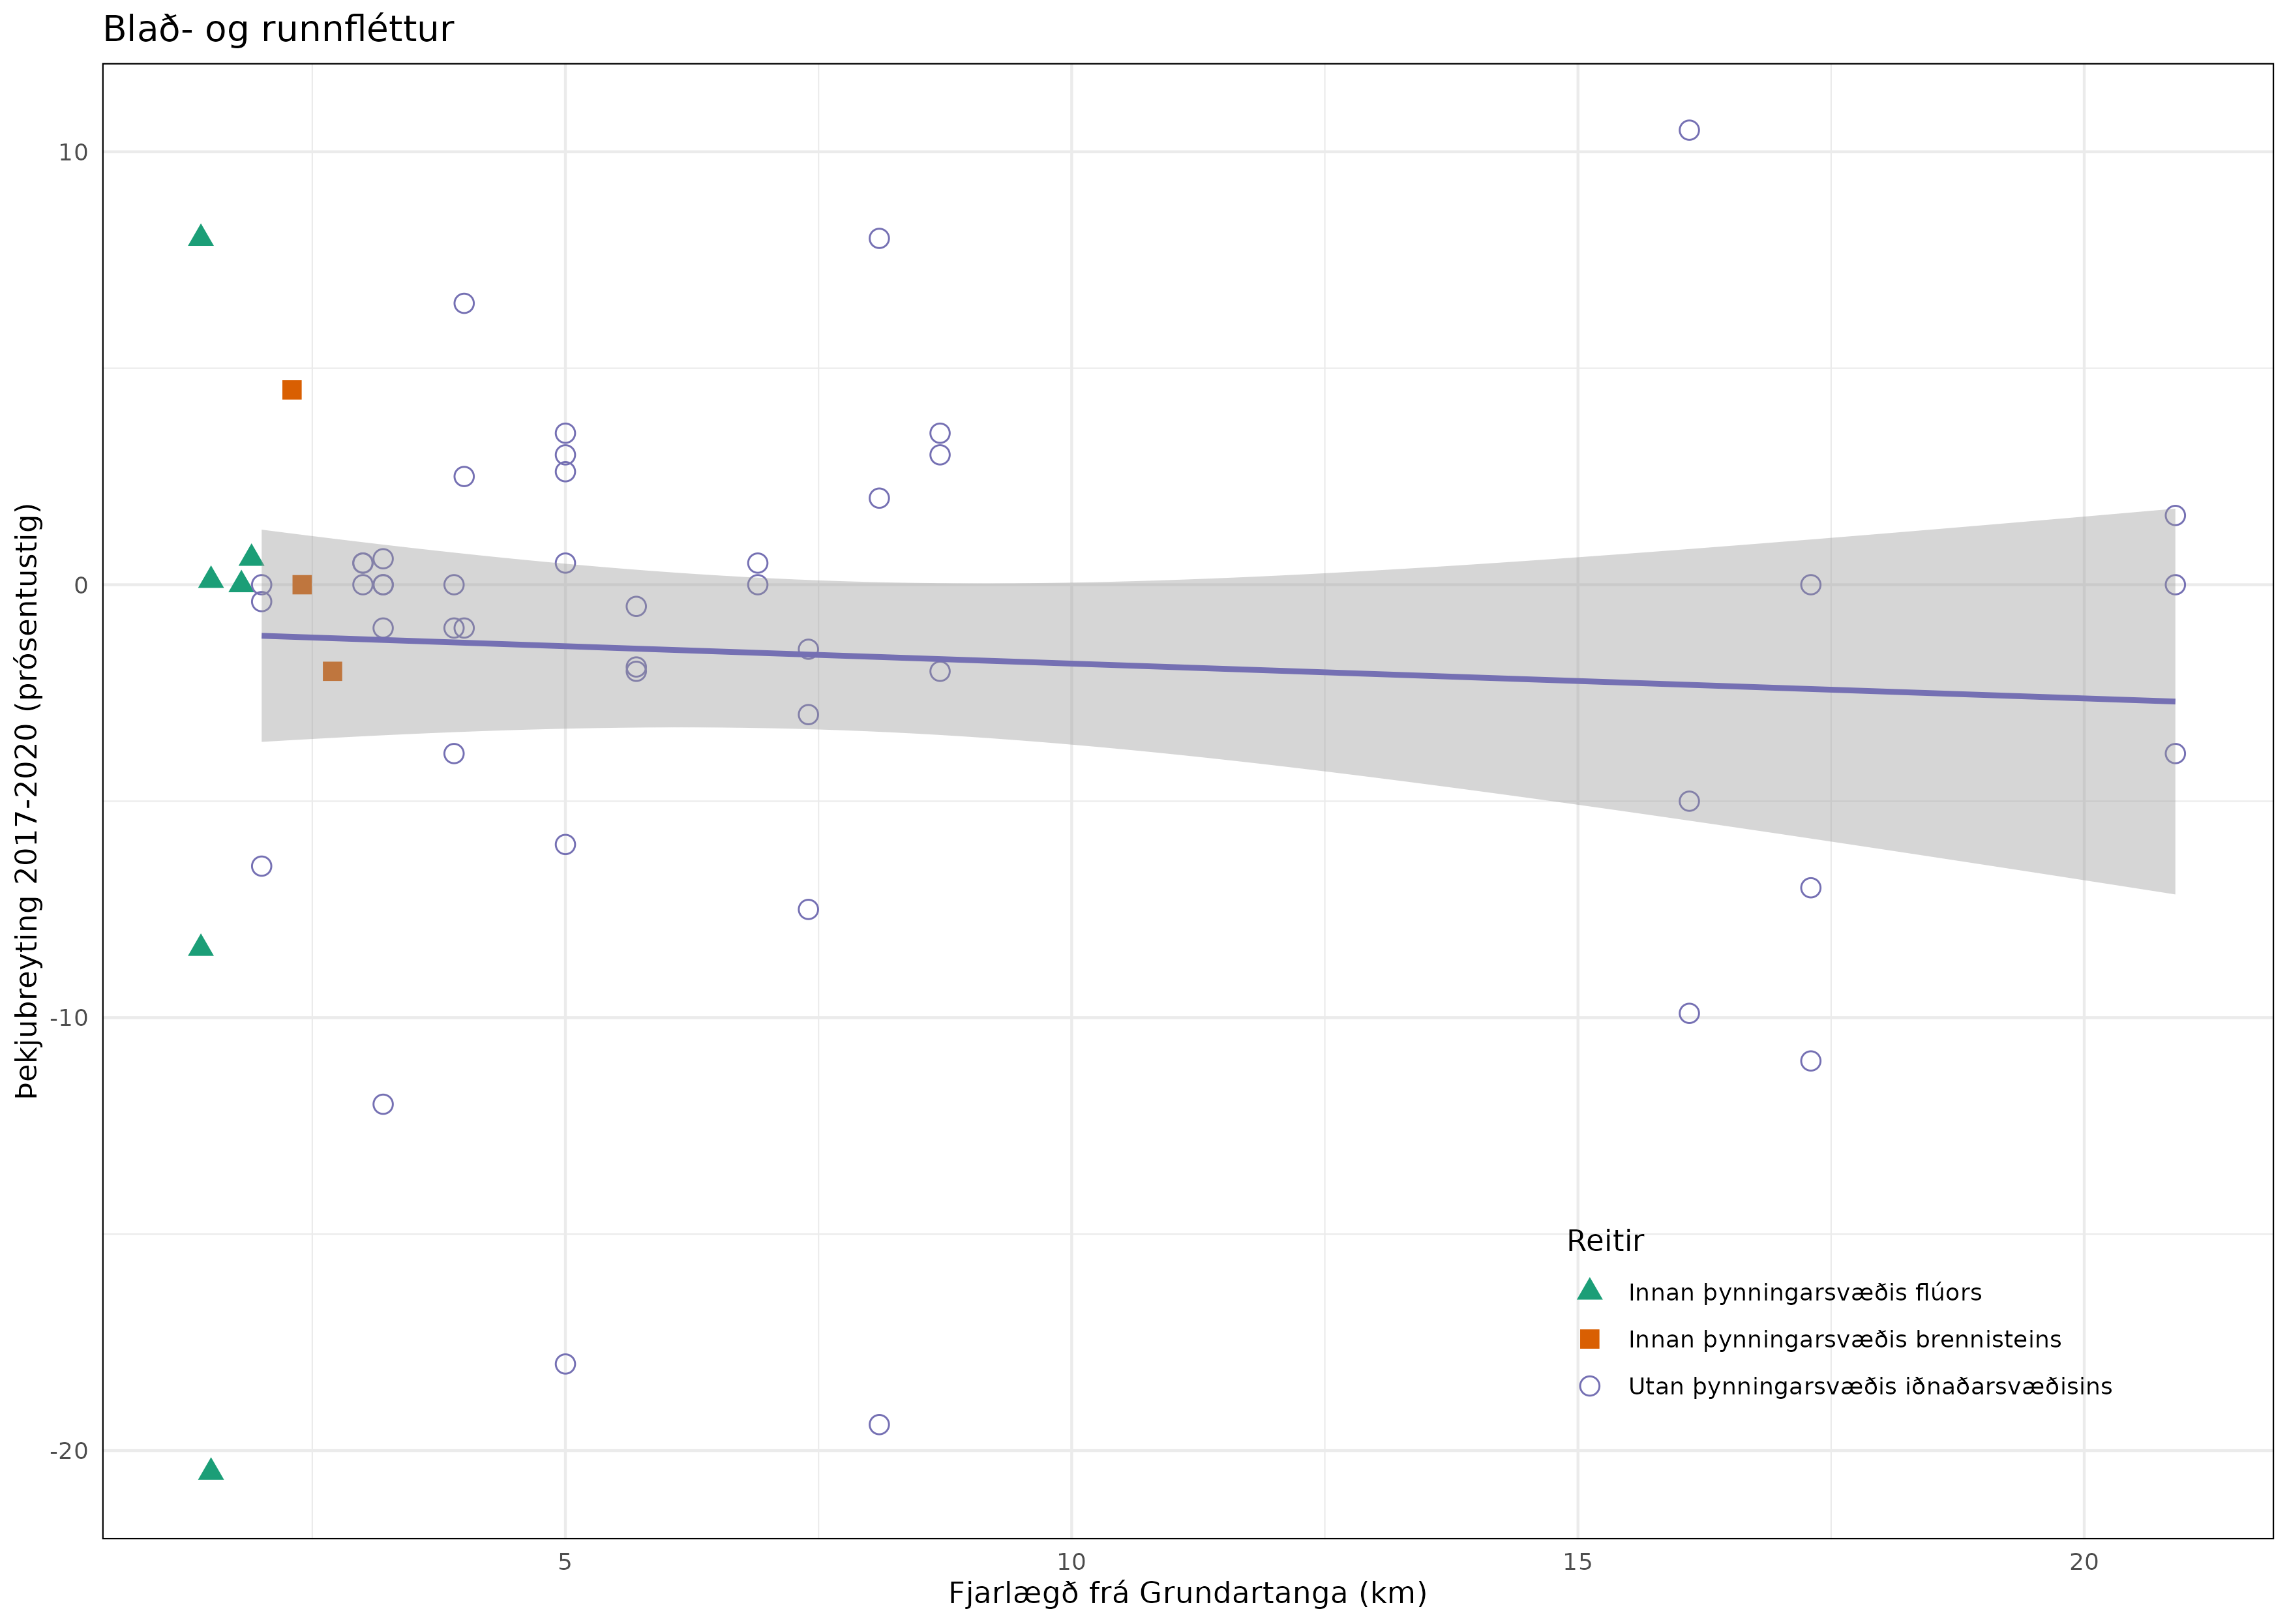 Blað- og runnfléttur
Þekjubreyting 2017-2020 (prósentustig)
10
0
-10
-20
Reitir
Innan þynningarsvæðis flúors
Innan þynningarsvæðis brennisteins
Utan þynningarsvæðis iðnaðarsvæðisins
5
10
15
20
Fjarlægð frá Grundartanga (km)